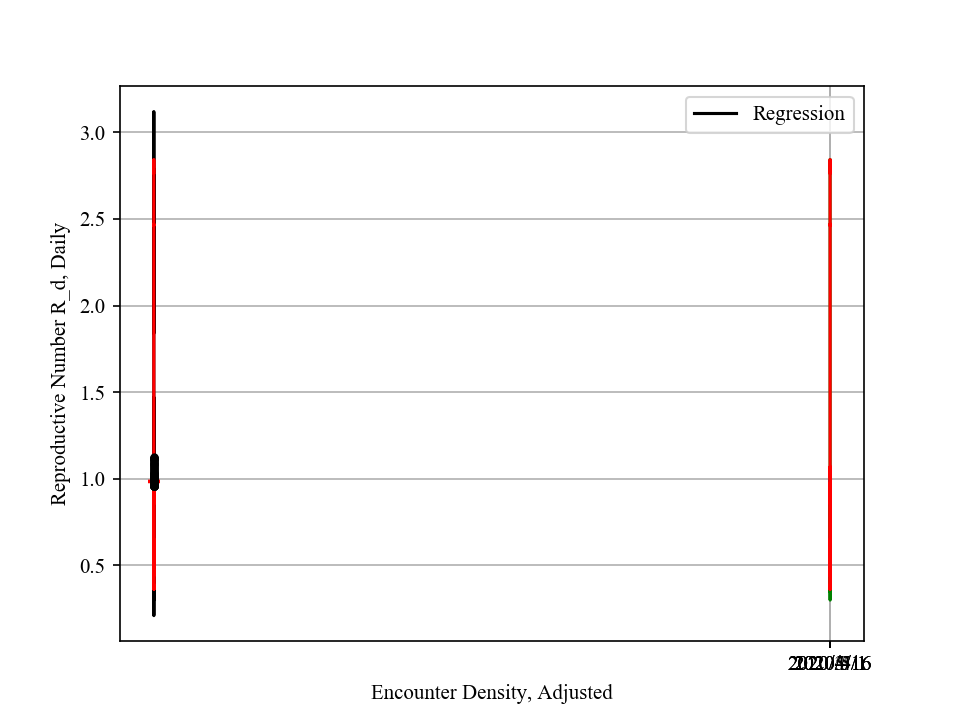 Regression
3.0
2.5
2.0
1.5
1.0
0.5
Reproductive Number R_d, Daily
Encounter Density, Adjusted